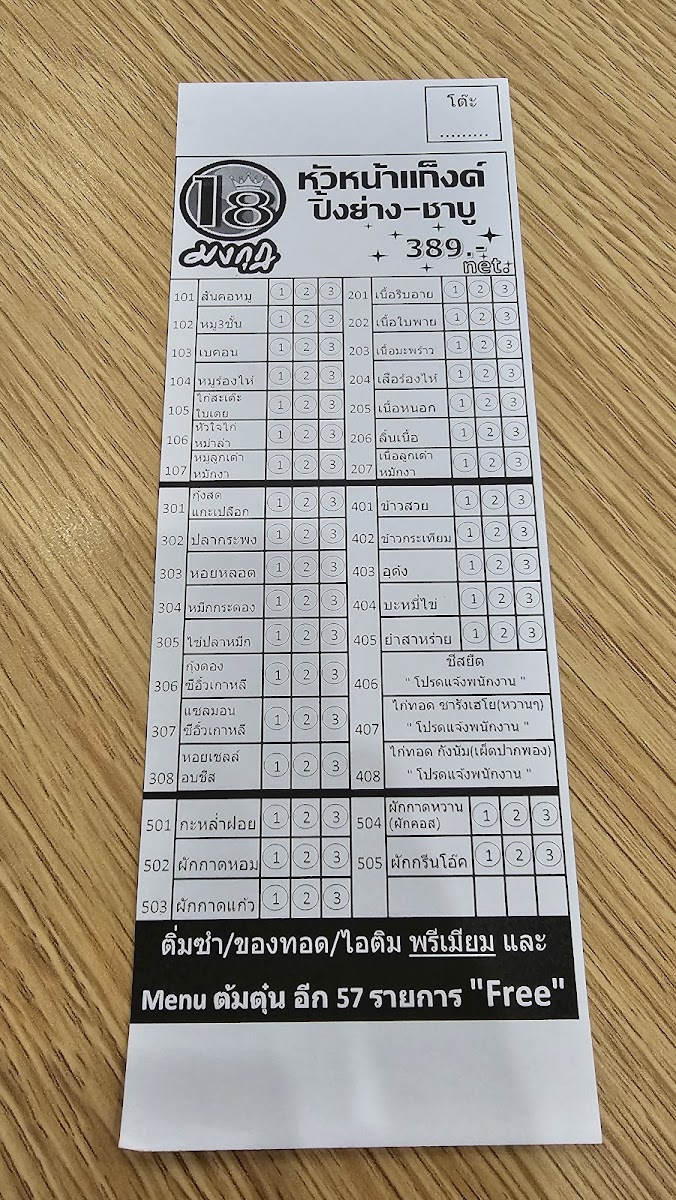 โต๊ะ
..........
18
มงกุฎ
หัวหน้าแก็งค์
ปิ้งย่าง-ชาบู
389.-
net.
101 สันคอหมู 1 2 3 201 เนื้อริบอาย 1 2 3
102 หมู3ชั้น 1 2 3 202 เนื้อใบพาย 1 2 3
103 เบคอน 1 2 3 203 เนื้อมะพร้าว 1 2 3
104 หมูร้องไห้ 1 2 3 204 เสือร้องไห้ 1 2 3
105 ไก่สะเต๊ะ ใบเตย 1 2 3 205 เนื้อหนอก 1 2 3
106 หัวใจไก่ หม่าล่า 1 2 3 206 ลิ้นเนื้อ 1 2 3
107 หมูลูกเต๋า หมักงา 1 2 3 207 เนื้อลูกเต๋า หมักงา 1 2 3
301 กุ้งสด แกะเปลือก 1 2 3 401 ข้าวสวย 1 2 3
302 ปลากระพง 1 2 3 402 ข้าวกระเทียม 1 2 3
303 หอยหลอด 1 2 3 403 อูด้ง 1 2 3
304 หมึกกระดอง 1 2 3 404 บะหมี่ไข่ 1 2 3
305 ไข่ปลาหมึก 1 2 3 405 ยำสาหร่าย 1 2 3
306 กุ้งดอง ซีอิ๊วเกาหลี 1 2 3 406 ชีสยืด " โปรดแจ้งพนักงาน "
307 แซลมอน ซีอิ๊วเกาหลี 1 2 3 407 ไก่ทอด ชารังเฮโย(หวานๆ) " โปรดแจ้งพนักงาน "
308 หอยเชลล์ อบชีส 1 2 3 408 ไก่ทอด กังนัม(เผ็ดปากพอง) " โปรดแจ้งพนักงาน "
501 กะหล่ำฝอย 1 2 3 504 ผักกาดหวาน (ผักคอส) 1 2 3
502 ผักกาดหอม 1 2 3 505 ผักกรีนโอ๊ค 1 2 3
503 ผักกาดแก้ว 1 2 3
ติ่มซำ/ของทอด/ไอติม พรีเมียม และ
Menu ต้มตุ๋น อีก 57 รายการ "Free"